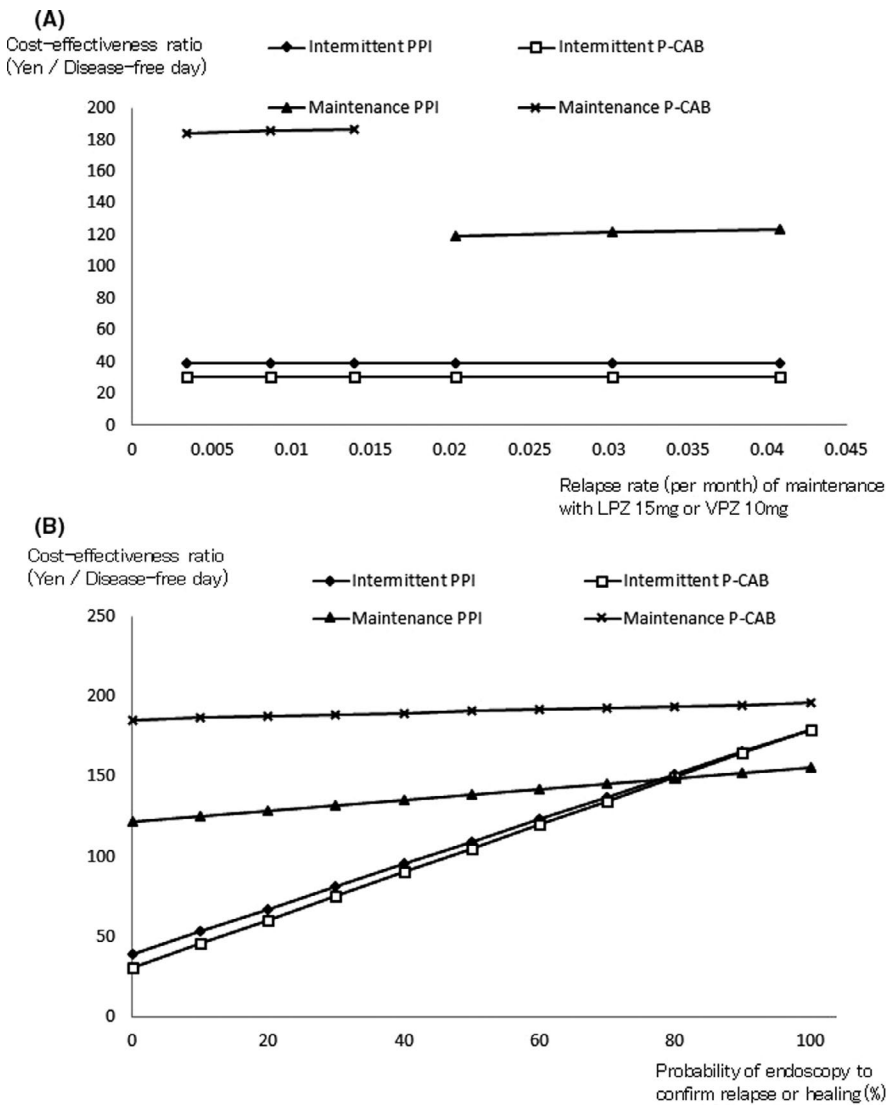 (A)
Cost-effectiveness ratio
(Yen / Disease-free day)
Intermittent PPI
Intermittent P-CAB
Maintenance PPI
Maintenance P-CAB
200
180
160
140
120
100
80
60
40
20
0
0 0.005 0.01 0.015 0.02 0.025 0.03 0.035 0.04 0.045
Relapse rate (per month) of maintenance
with LPZ 15mg or VPZ 10mg
(B)
Cost-effectiveness ratio
(Yen / Disease-free day)
Intermittent PPI
Intermittent P-CAB
Maintenance PPI
Maintenance P-CAB
250
200
150
100
50
0
0 20 40 60 80 100
Probability of endoscopy to
confirm relapse or healing (%)